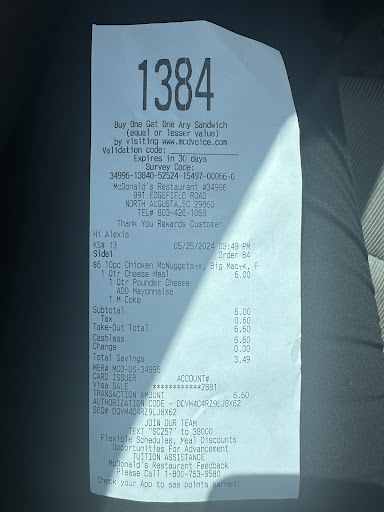 1384
Buy One Get One Any Sandwich
(equal or lesser value)
by visiting www.mcdvoice.com
Validation code:
Expires in 30 days
Survey Code:
34996-13840-52524-15497-00066-0
McDonald's Restaurant #34996
991 EDGEFIELD ROAD
NORTH AUGUSTA,SC 29860
TEL# 803-426-1059
Thank You Rewards Customer
Hi Alexis
KS# 13 05/25/2024 03:49 PM
Side1 Order 84
$6 10pc Chicken McNuggets, Big Mac, F
1 Qtr Cheese Meal 6.00
1 Qtr Pounder Cheese
ADD Mayonnaise
1 M Coke
Subtotal 6.00
Tax 0.60
Take-Out Total 6.60
Cashless 6.60
Change 0.00
Total Savings 3.49
MER# MCD-US-34996
CARD ISSUER ACCOUNT#
Visa SALE ************2881
TRANSACTION AMOUNT 6.60
AUTHORIZATION CODE -
SEQ#
JOIN OUR TEAM
TEXT "SC257" to 38000
Flexible Schedules, Meal Discounts
Opportunities For Advancement
TUITION ASSISTANCE
McDonald's Restaurant Feedback
Please Call 1-800-753-9580
Check your App to see points earned!